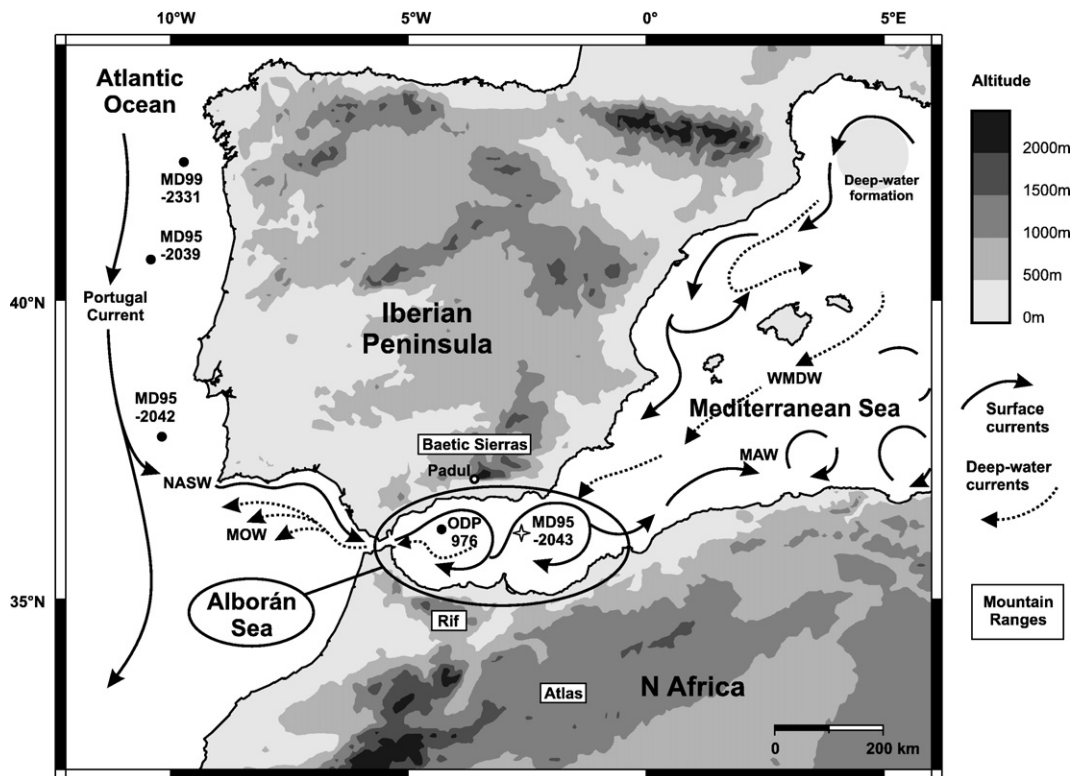 10°W
5°W
0°
5°E
Atlantic
Ocean
MD99
-2331
MD95
-2039
Portugal
Current
40°N
Iberian
Peninsula
Deep-water
formation
WMDW
Mediterranean Sea
MAW
MD95
-2042
NASW
MOW
Baetic Sierras
Padul
ODP
976
MD95
-2043
Alborán
Sea
35°N
Rif
Atlas
N Africa
0
200 km
Altitude
2000m
1500m
1000m
500m
0m
Surface
currents
Deep-water
currents
Mountain
Ranges